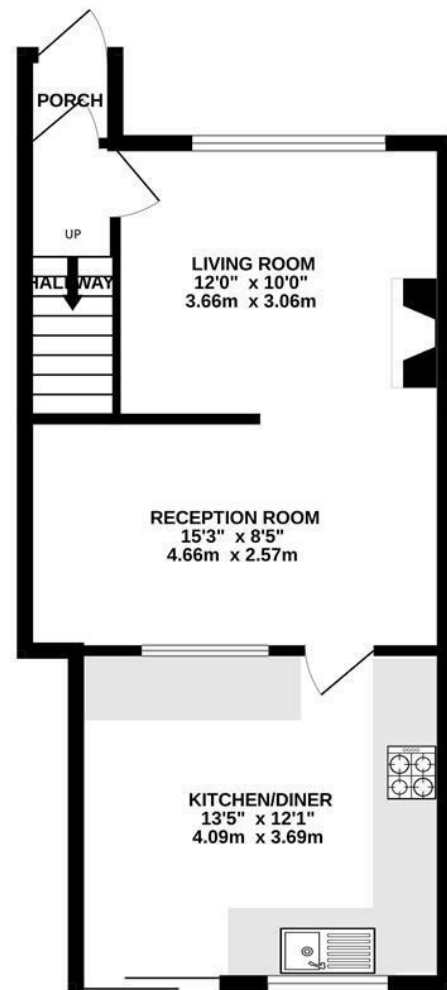 PORCH
UP
HALLWAY
LIVING ROOM
12'0" x 10'0"
3.66m x 3.06m
RECEPTION ROOM
15'3" x 8'5"
4.66m x 2.57m
KITCHEN/DINER
13'5" x 12'1"
4.09m x 3.69m